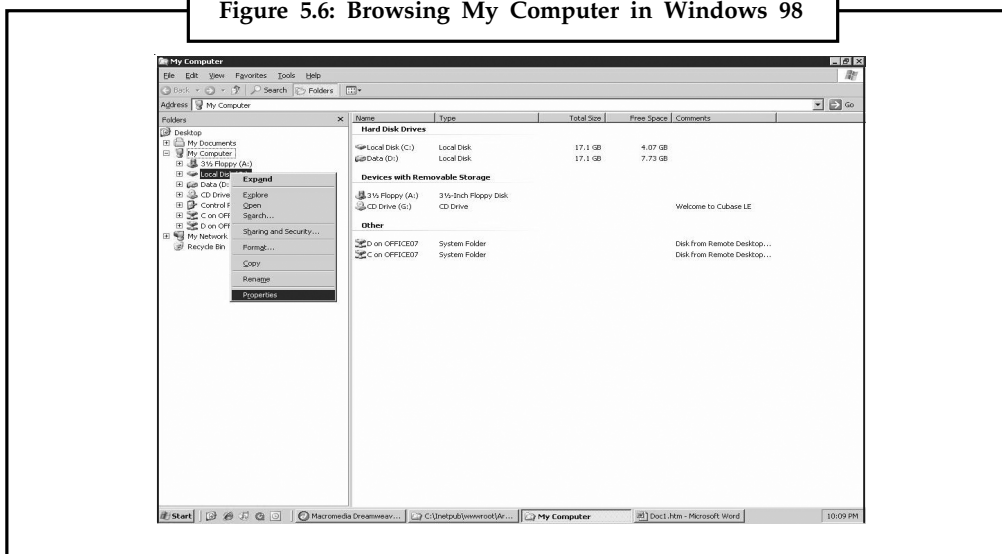 Figure 5.6: Browsing My Computer in Windows 98
My Computer
File Edit View Favorites Tools Help
Back Search Folders
Address My Computer Go
Folders
Name Type Total Size Free Space Comments
Desktop
My Documents
My Computer
3½ Floppy (A:)
Local Dis
Data (D:
CD Drive
Control P
C on OFF
D on OFF
My Network
Recycle Bin
Expand
Explore
Open
Search...
Sharing and Security...
Format...
Copy
Rename
Properties
Hard Disk Drives
Local Disk (C:) Local Disk 17.1 GB 4.07 GB
Data (D:) Local Disk 17.1 GB 7.73 GB
Devices with Removable Storage
3½ Floppy (A:) 3½-Inch Floppy Disk
CD Drive (G:) CD Drive Welcome to Cubase LE
Other
D on OFFICE07 System Folder Disk from Remote Desktop...
C on OFFICE07 System Folder Disk from Remote Desktop...
Start Macromedia Dreamweav... C:\Inetpub\wwwroot\Ar... My Computer Doc1.htm - Microsoft Word 10:09 PM